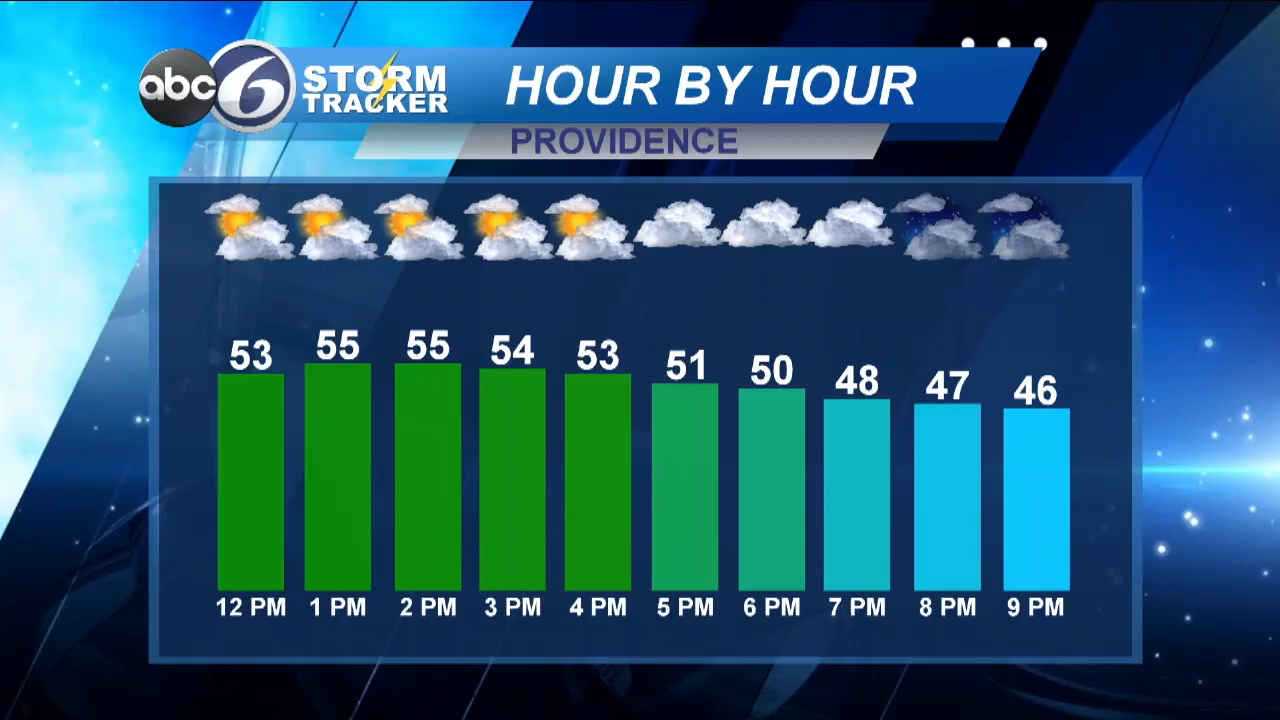 abc 6 STORM TRACKER
HOUR BY HOUR
PROVIDENCE
53 55 55 54 53 51 50 48 47 46
12 PM 1 PM 2 PM 3 PM 4 PM 5 PM 6 PM 7 PM 8 PM 9 PM